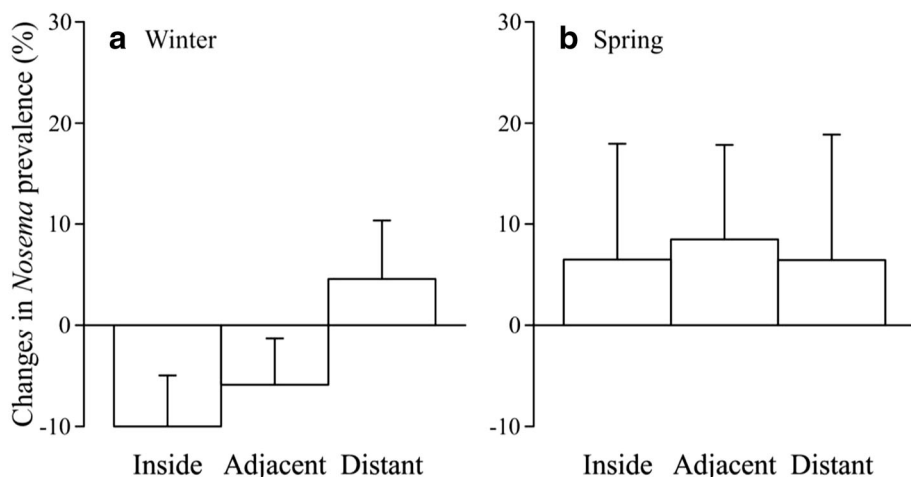 Changes in Nosema prevalence (%)
a Winter
30
20
10
0
-10
Inside Adjacent Distant
b Spring
30
20
10
0
-10
Inside Adjacent Distant